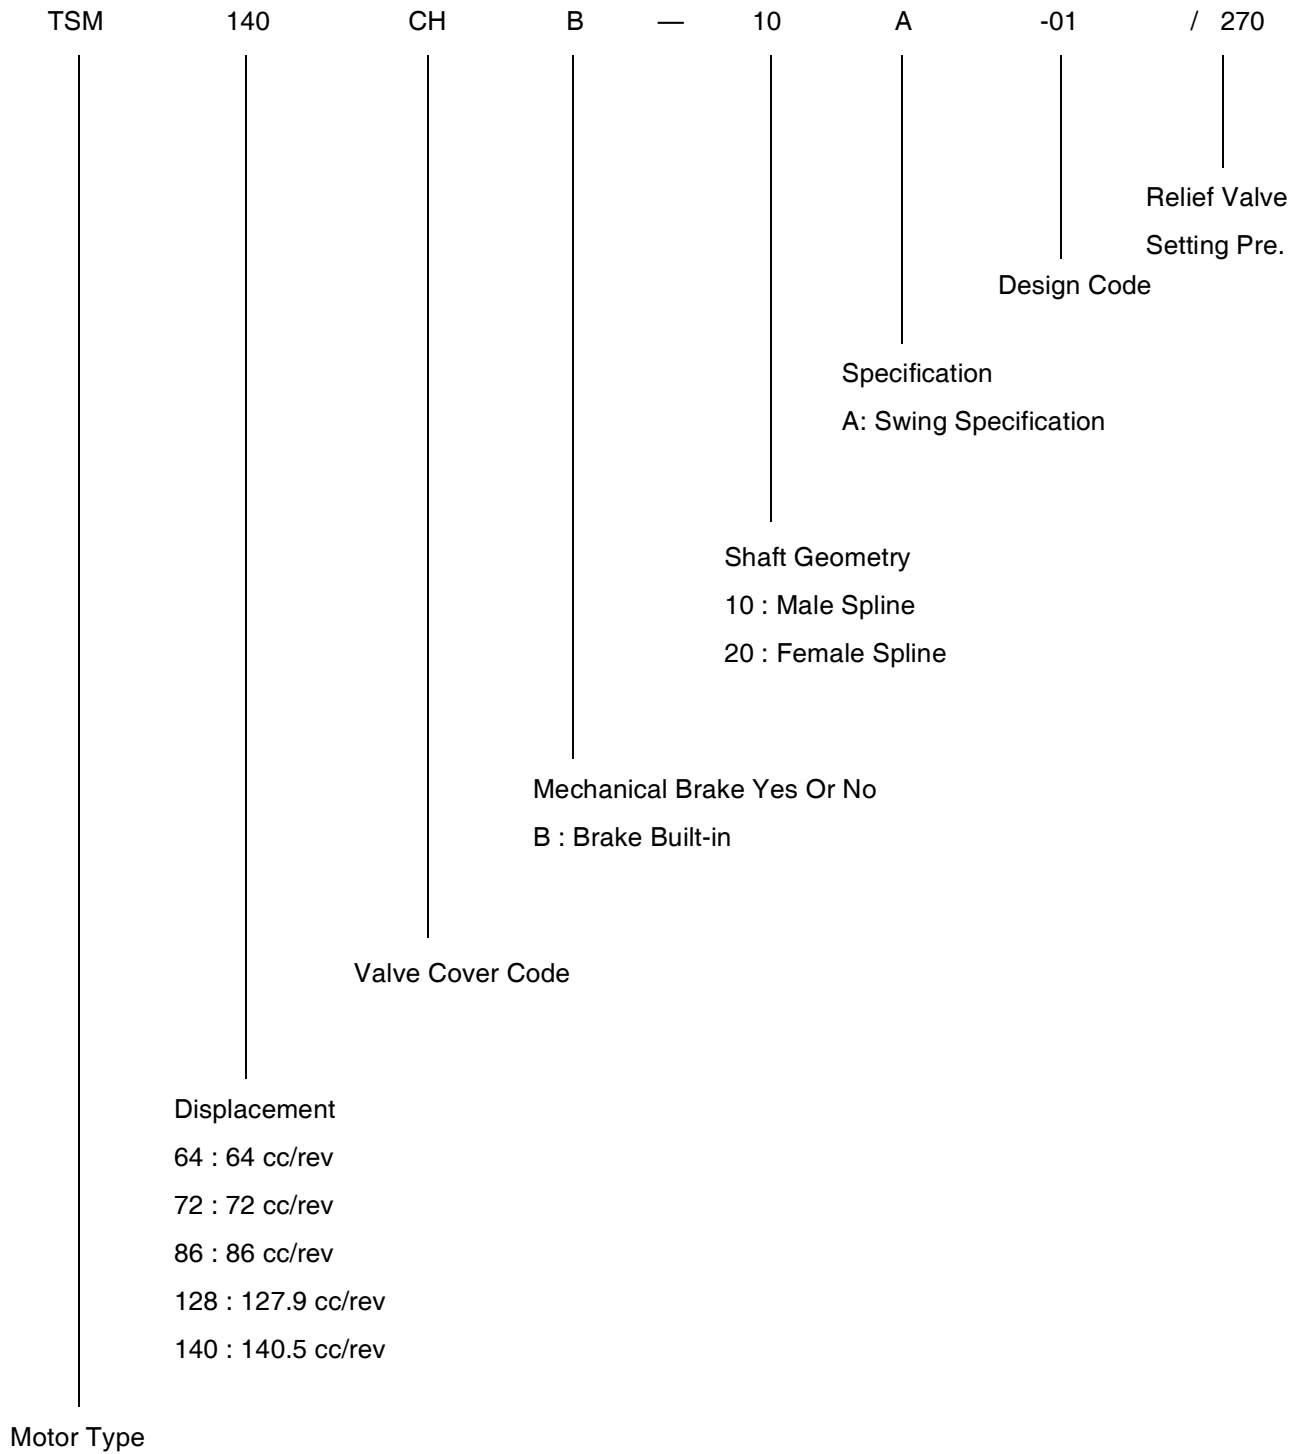 TSM 140 CH B — 10 A -01 / 270
Relief Valve
Setting Pre.
Design Code
Specification
A: Swing Specification
Shaft Geometry
10 : Male Spline
20 : Female Spline
Mechanical Brake Yes Or No
B : Brake Built-in
Valve Cover Code
Displacement
64 : 64 cc/rev
72 : 72 cc/rev
86 : 86 cc/rev
128 : 127.9 cc/rev
140 : 140.5 cc/rev
Motor Type